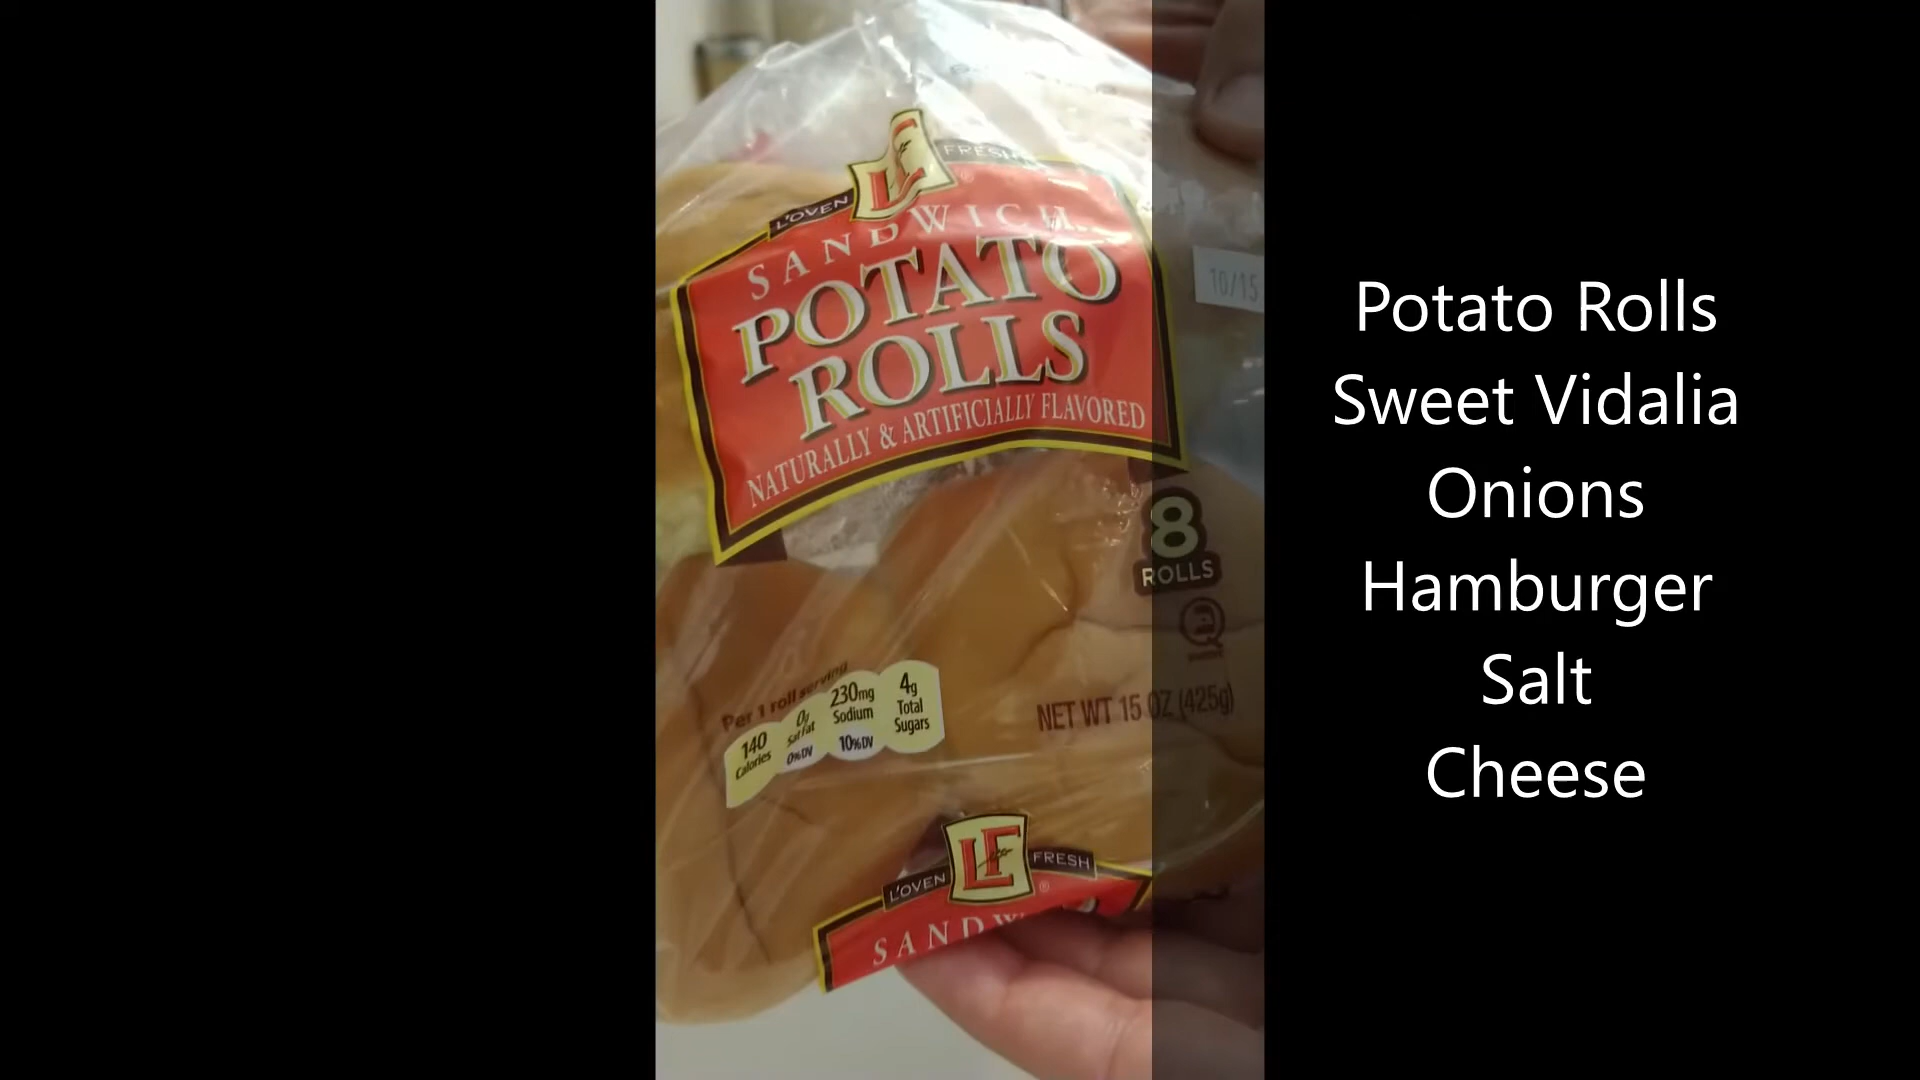 L'OVEN LF FRESH
SANDWICH
POTATO
ROLLS
NATURALLY & ARTIFICIALLY FLAVORED
10/15
8
ROLLS
Per 1 roll serving
140 Calories
0g Sat Fat 0% DV
230mg Sodium 10% DV
4g Total Sugars
NET WT 15 OZ (425g)
L'OVEN LF FRESH ®
SANDW
Potato Rolls
Sweet Vidalia
Onions
Hamburger
Salt
Cheese